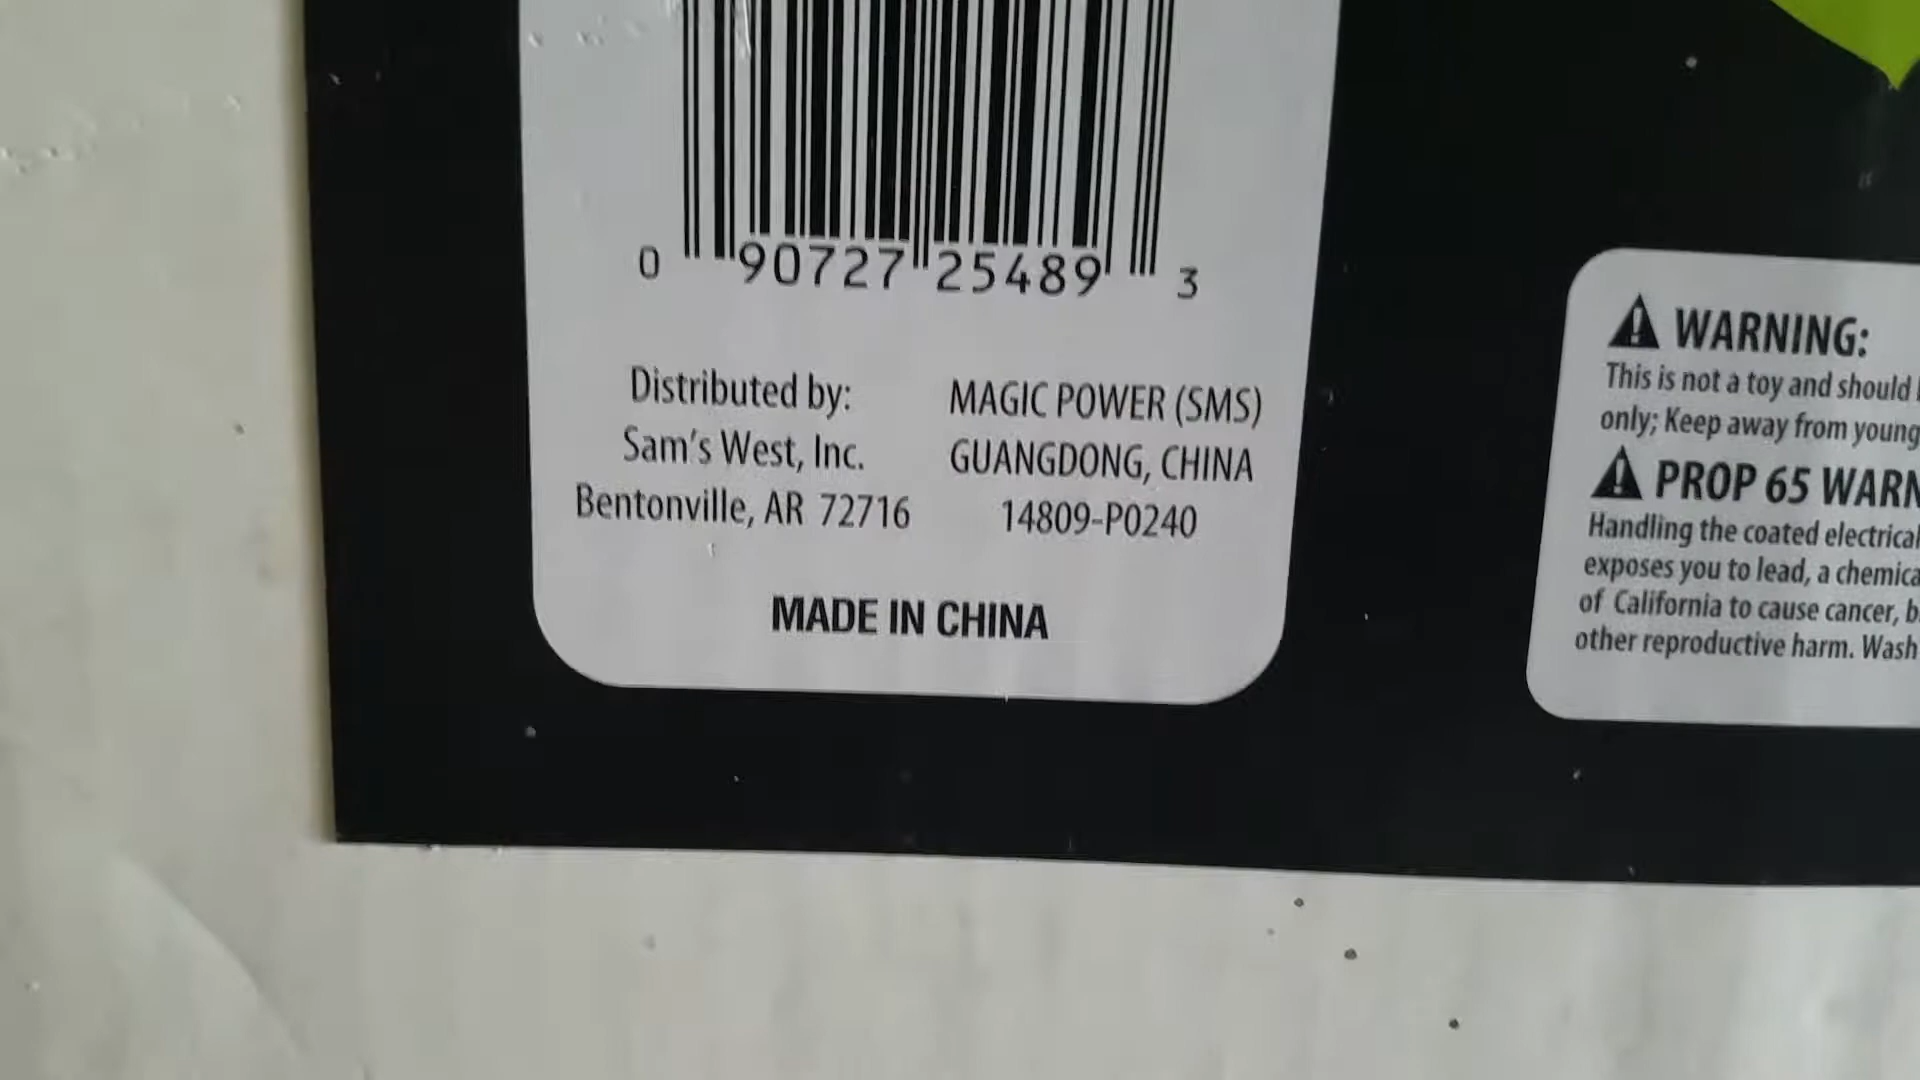 0 90727 25489 3
Distributed by:
Sam's West, Inc.
Bentonville, AR 72716
MAGIC POWER (SMS)
GUANGDONG, CHINA
14809-P0240
MADE IN CHINA
WARNING:
This is not a toy and should
only; Keep away from young
PROP 65 WARN
Handling the coated electrical
exposes you to lead, a chemica
of California to cause cancer, b
other reproductive harm. Wash